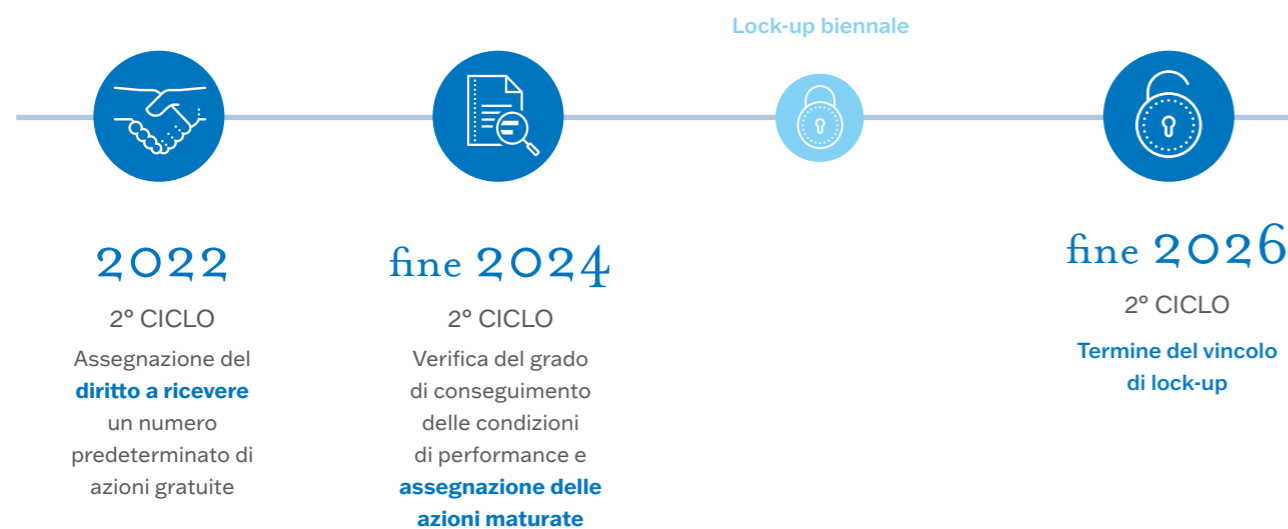 Lock-up biennale
2022
2° CICLO
Assegnazione del
diritto a ricevere
un numero
predeterminato di
azioni gratuite
fine 2024
2° CICLO
Verifica del grado
di conseguimento
delle condizioni
di performance e
assegnazione delle
azioni maturate
fine 2026
2° CICLO
Termine del vincolo
di lock-up